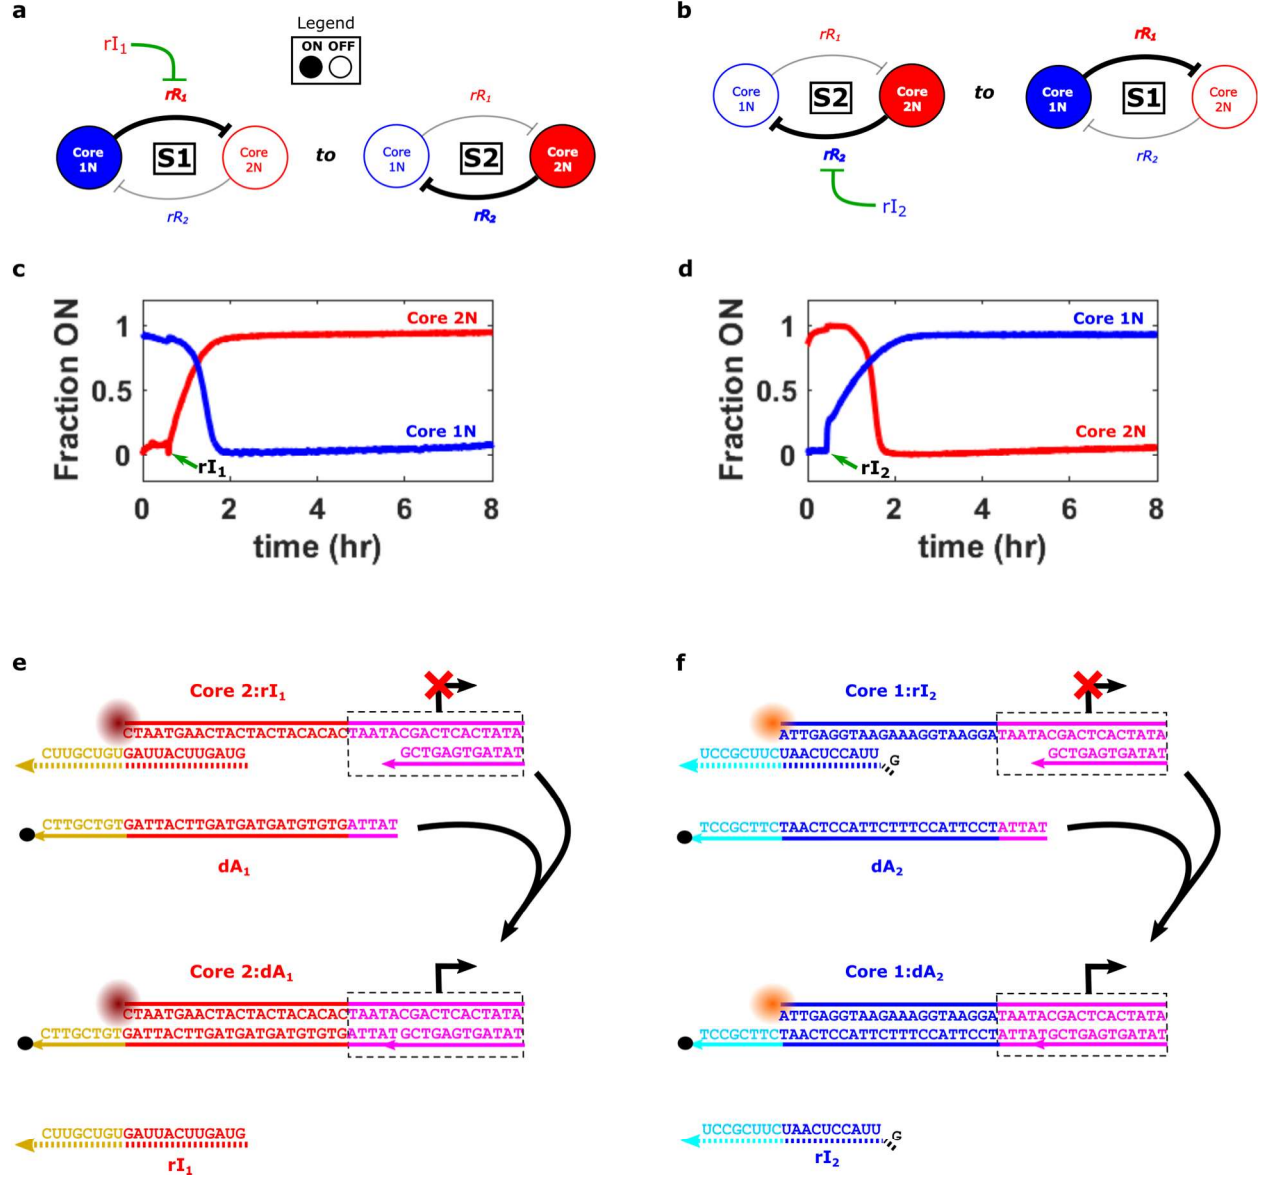 a
Legend
ON OFF
rI1
rR1
Core
1N
S1
Core
2N
rR2
to
rR1
Core
1N
S2
Core
2N
rR2
b
rR1
Core
1N
S2
Core
2N
rR2
rI2
to
rR1
Core
1N
S1
Core
2N
rR2
c
Fraction ON
1
0.5
0
Core 2N
Core 1N
rI1
0 2 4 6 8
time (hr)
d
Fraction ON
1
0.5
0
Core 1N
Core 2N
rI2
0 2 4 6 8
time (hr)
e
Core 2:rI1
CTAATGAACTACTACTACACACTAATACGACTCACTATA
CUUGCUGUGAUUACUUGAUG
GCTGAGTGATAT
CTTGCTGTGATTACTTGATGATGATGTGTGATTAT
dA1
Core 2:dA1
CTAATGAACTACTACTACACACTAATACGACTCACTATA
CTTGCTGTGATTACTTGATGATGATGTGTGATTATGCTGAGTGATAT
CUUGCUGUGAUUACUUGAUG
rI1
f
Core 1:rI2
ATTGAGGTAAGAAAGGTAAGGATAATACGACTCACTATA
UCCGCUUCUAACUCCAUU
G
GCTGAGTGATAT
TCCGCTTCTAACTCCATTCTTTCCATTCCTATTAT
dA2
Core 1:dA2
ATTGAGGTAAGAAAGGTAAGGATAATACGACTCACTATA
TCCGCTTCTAACTCCATTCTTTCCATTCCTATTATGCTGAGTGATAT
UCCGCUUCUAACUCCAUU
G
rI2